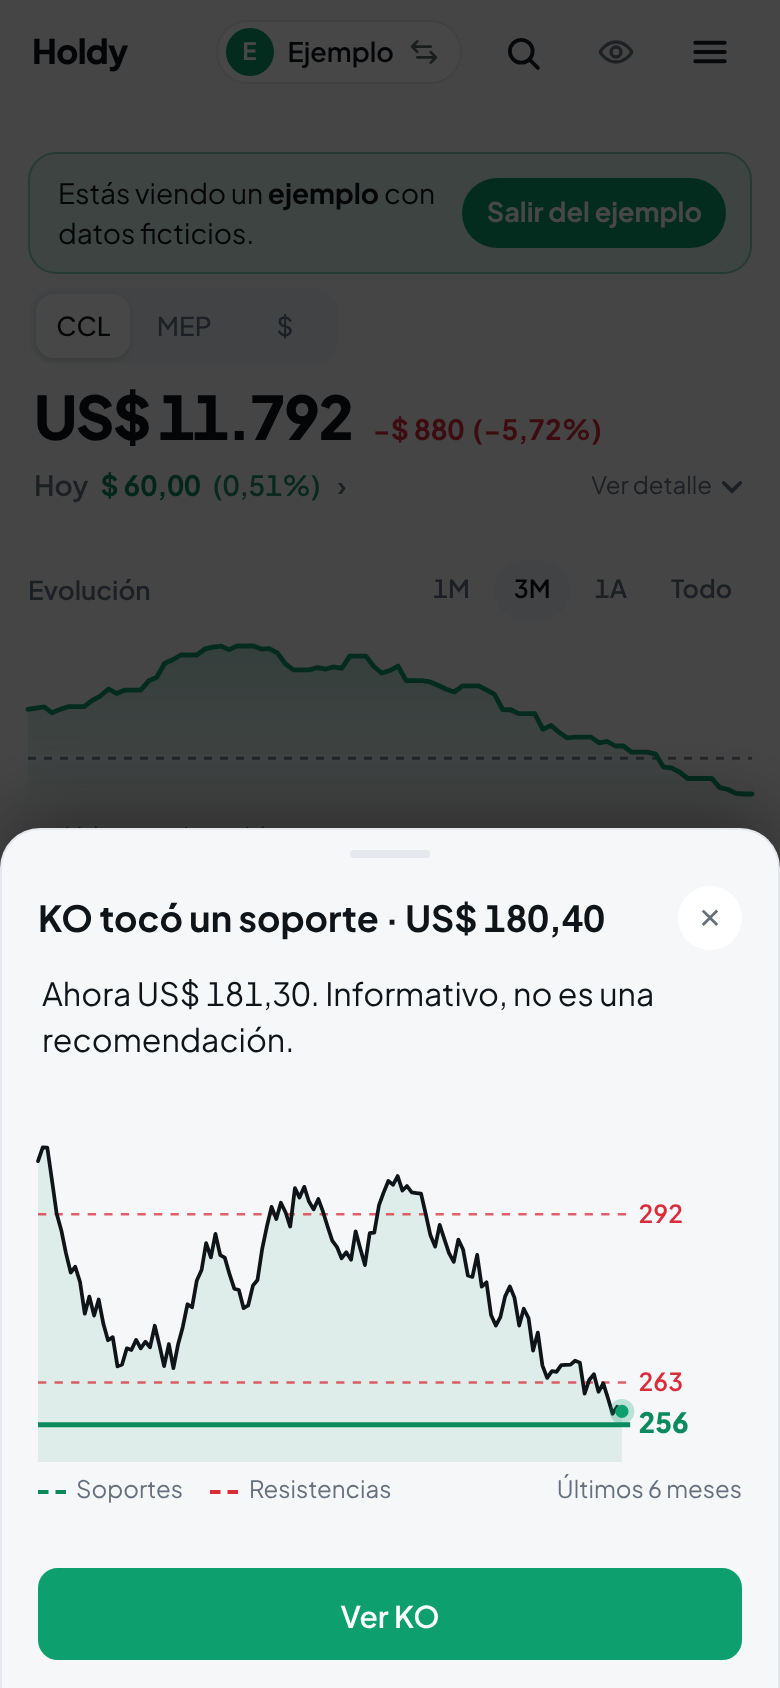 Holdy
E Ejemplo
Estás viendo un ejemplo con
datos ficticios.
Salir del ejemplo
CCL MEP $
US$ 11.792 −$ 880 (−5,72%)
Hoy $ 60,00 (0,51%) ›
Ver detalle
Evolución 1M 3M 1A Todo
KO tocó un soporte · US$ 180,40
Ahora US$ 181,30. Informativo, no es una
recomendación.
292
263
256
Soportes Resistencias Últimos 6 meses
Ver KO